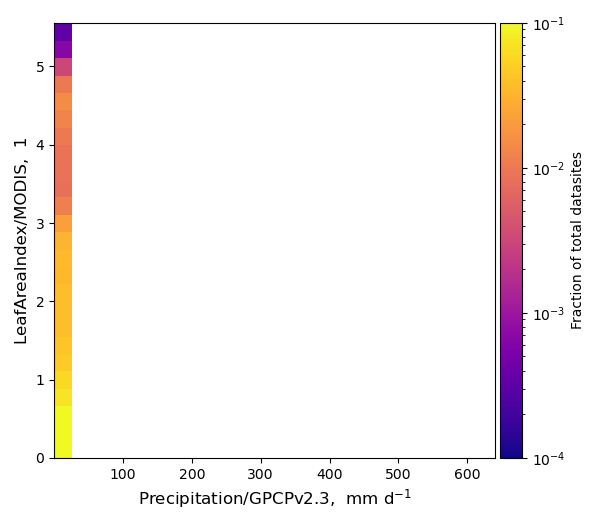 10⁻¹
10⁻²
10⁻³
10⁻⁴
Fraction of total datasites
5
4
3
2
1
0
LeafAreaIndex/MODIS,  1
100 200 300 400 500 600
Precipitation/GPCPv2.3,  mm d⁻¹